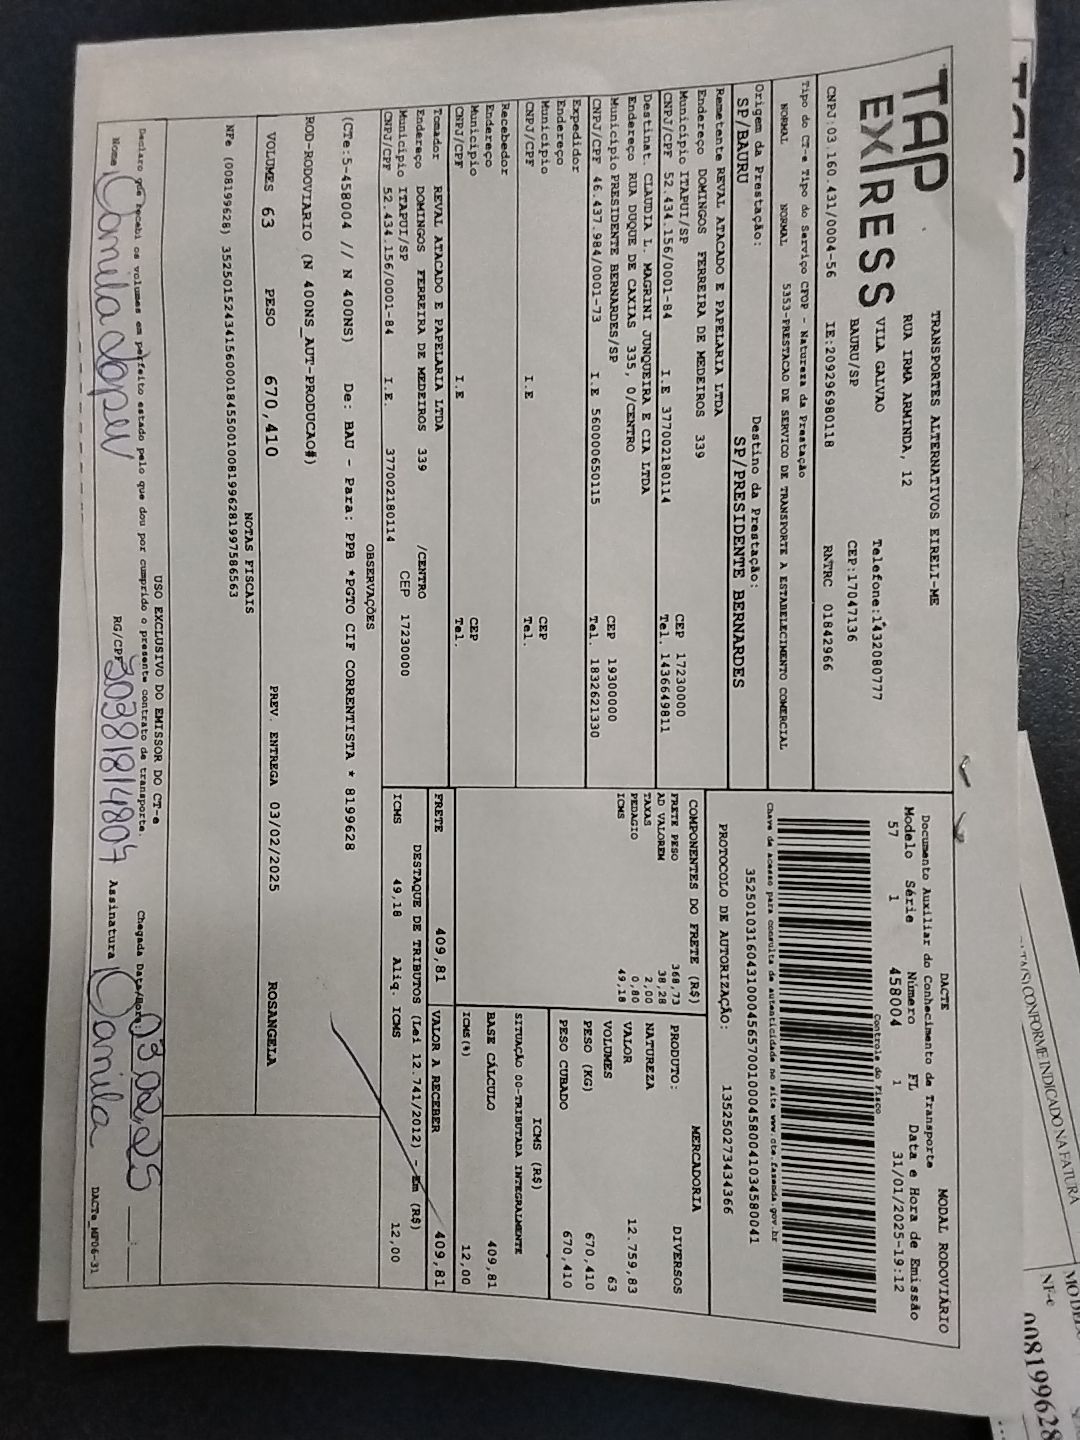 TAP
EXPRESS
TRANSPORTES ALTERNATIVOS EIRELI-ME
RUA IRMA ARMINDA, 12
VILA GALVAO
BAURU/SP
Telefone:1432080777
CEP:17047136
CNPJ:03.160.431/0004-56 IE:209296980118 RNTRC 01842966
DACTE
Documento Auxiliar do Conhecimento de Transporte
MODAL RODOVIÁRIO
Modelo Série Número FL Data e Hora de Emissão
57 1 458004 1 31/01/2025-19:12
Controle do Fisco
Chave de acesso para consulta de autenticidade no site www.cte.fazenda.gov.br
35250103160431000456570010004580041034580041
PROTOCOLO DE AUTORIZAÇÃO: 135250273434366
Tipo do CT-e Tipo do Serviço CFOP - Natureza da Prestação
NORMAL NORMAL 5353-PRESTACAO DE SERVICO DE TRANSPORTE A ESTABELECIMENTO COMERCIAL
Origem da Prestação: Destino da Prestação:
SP/BAURU SP/PRESIDENTE BERNARDES
Remetente REVAL ATACADO E PAPELARIA LTDA
Endereço DOMINGOS FERREIRA DE MEDEIROS 339
Município ITAPUI/SP CEP 17230000
CNPJ/CPF 52.434.156/0001-84 I.E 377002180114 Tel. 1436649811
Destinat. CLAUDIA L. MAGRINI JUNQUEIRA E CIA LTDA
Endereço RUA DUQUE DE CAXIAS 335, 0/CENTRO
Município PRESIDENTE BERNARDES/SP CEP 19300000
CNPJ/CPF 46.437.984/0001-73 I.E 560000650115 Tel. 1832621330
Expedidor
Endereço
Município CEP
CNPJ/CPF I.E Tel.
Recebedor
Endereço
Município CEP
CNPJ/CPF I.E Tel.
Tomador REVAL ATACADO E PAPELARIA LTDA
Endereço DOMINGOS FERREIRA DE MEDEIROS 339 /CENTRO
Município ITAPUI/SP CEP 17230000
CNPJ/CPF 52.434.156/0001-84 I.E. 377002180114
COMPONENTES DO FRETE (R$)
FRETE PESO 368,73
AD VALOREM 38,28
TAXAS 2,00
PEDAGIO 0,80
ICMS 49,18
MERCADORIA
PRODUTO: DIVERSOS
NATUREZA
VALOR 12.759,83
VOLUMES 63
PESO (KG) 670,410
PESO CUBADO 670,410
ICMS (R$)
SITUAÇÃO 00-TRIBUTADA INTEGRALMENTE
BASE CÁLCULO 409,81
ICMS(%) 12,00
FRETE 409,81 VALOR A RECEBER 409,81
DESTAQUE DE TRIBUTOS (Lei 12.741/2012) - Em (R$)
ICMS 49,18 Aliq. ICMS 12,00
OBSERVAÇÕES
(CTe:5-458004 // N 400NS) De: BAU - Para: PPB *PGTO CIF CORRENTISTA * 8199628
ROD-RODOVIARIO (N 400NS_AUT-PRODUCAO#)
VOLUMES 63 PESO 670,410 PREV. ENTREGA 03/02/2025 ROSANGELA
NOTAS FISCAIS
NFe (008199628) 35250152434156000184550010081996281997586563
USO EXCLUSIVO DO EMISSOR DO CT-e
Declaro que recebi os volumes em perfeito estado pelo que dou por cumprido o presente contrato de transporte. Chegada Data/Hora: 03,02,25 __:__
Nome RG/CPF Assinatura Camila
DACTe_MP06-31
ATA(S) CONFORME INDICADO NA FATURA
NF-e
008199628